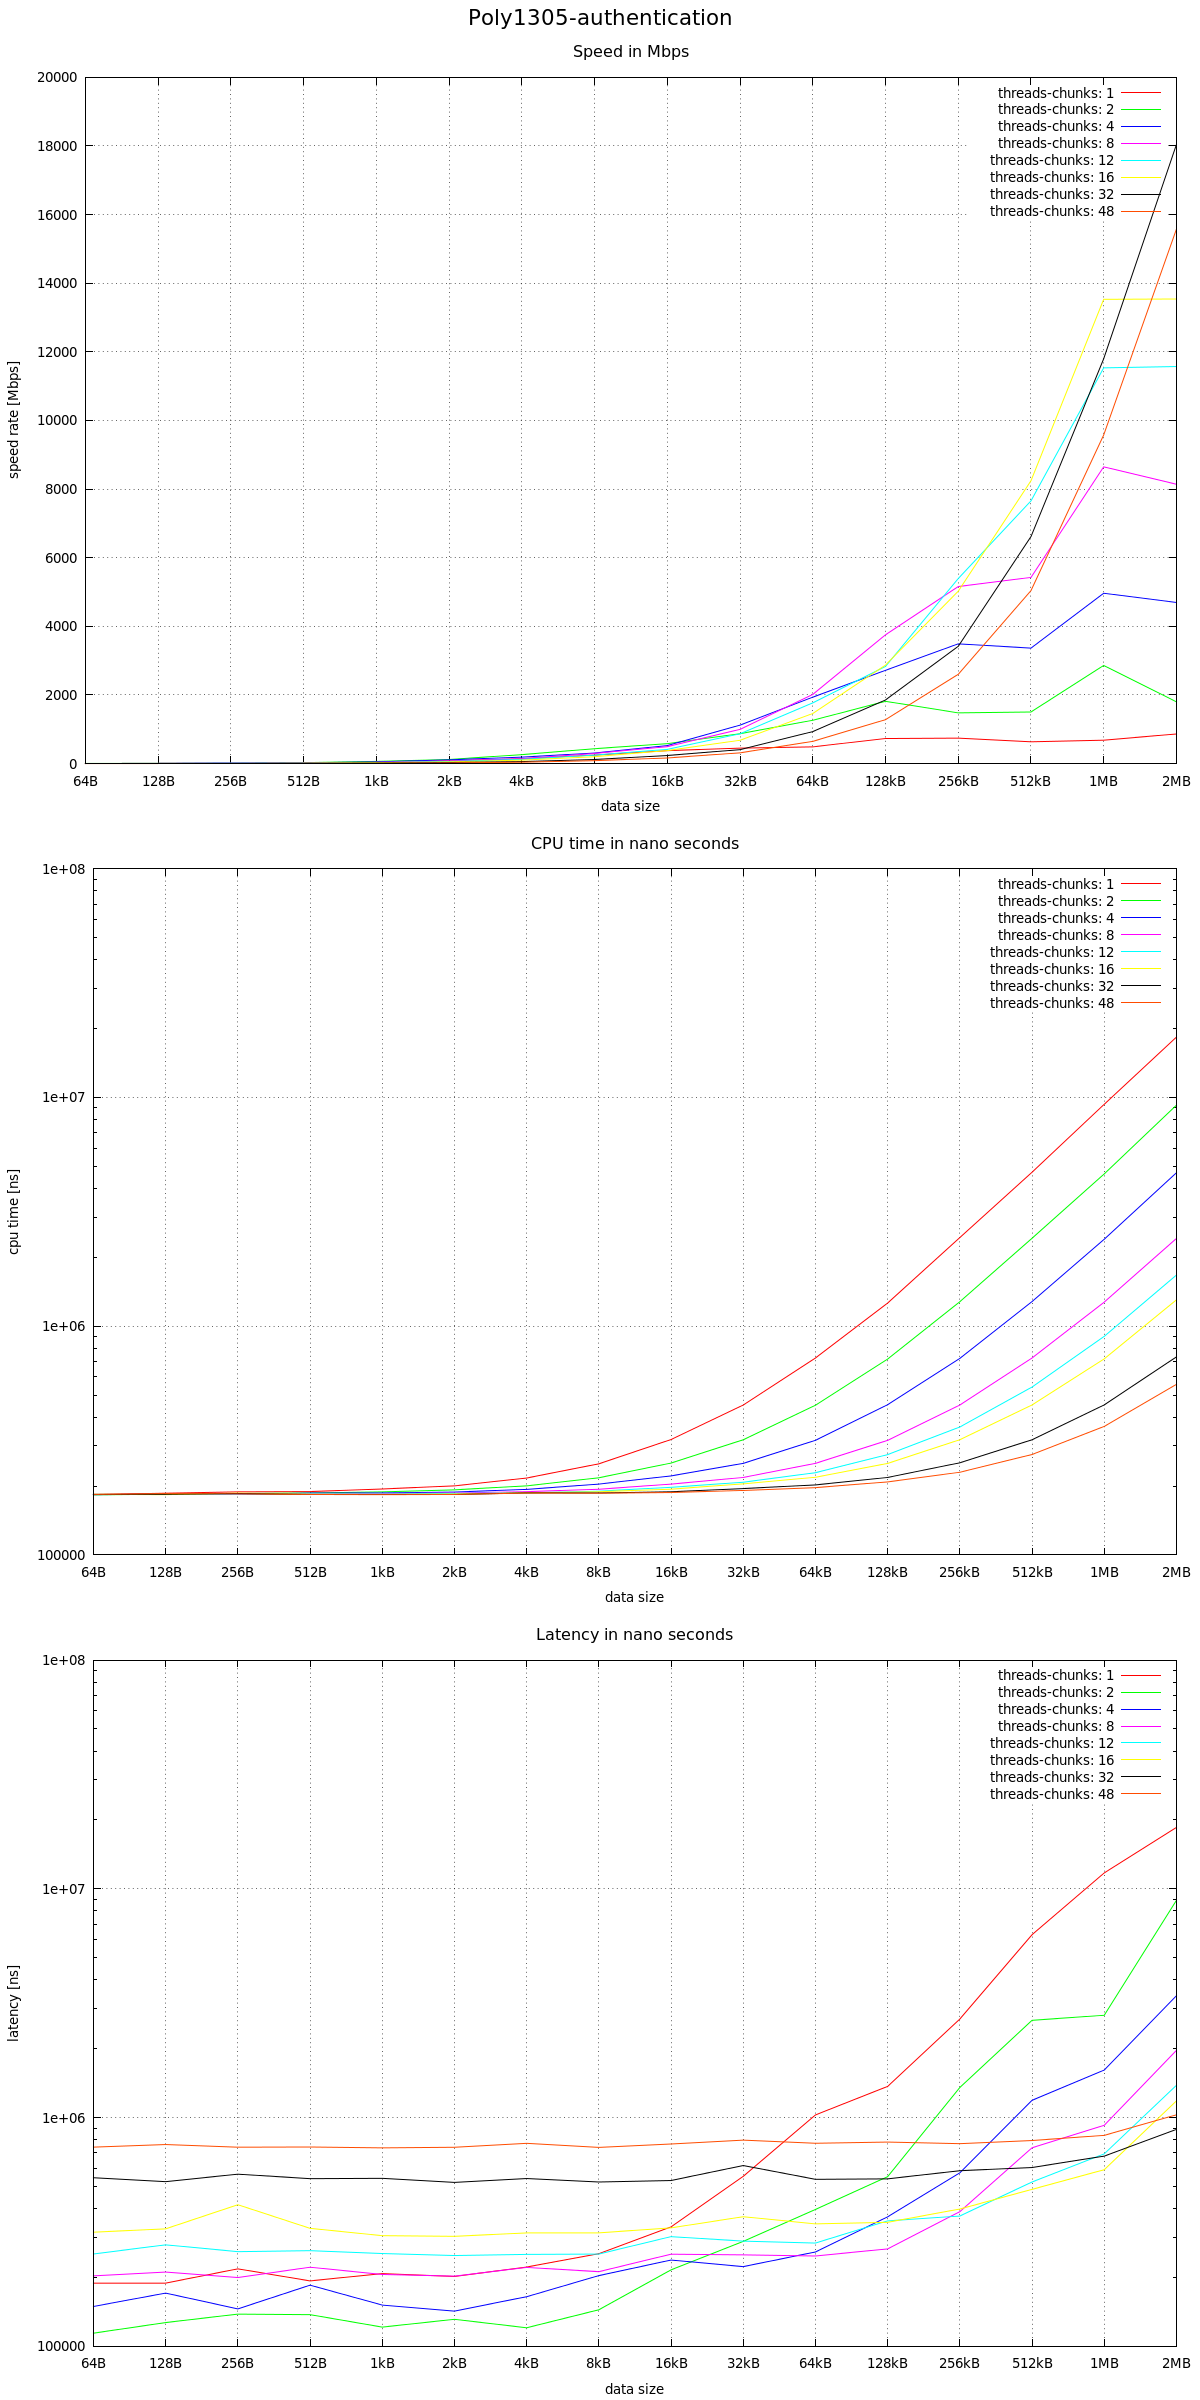 Poly1305-authentication
Speed in Mbps
20000
18000
16000
14000
12000
10000
8000
6000
4000
2000
0
speed rate [Mbps]
threads-chunks: 1
threads-chunks: 2
threads-chunks: 4
threads-chunks: 8
threads-chunks: 12
threads-chunks: 16
threads-chunks: 32
threads-chunks: 48
64B 128B 256B 512B 1kB 2kB 4kB 8kB 16kB 32kB 64kB 128kB 256kB 512kB 1MB 2MB
data size
CPU time in nano seconds
1e+08
1e+07
1e+06
100000
cpu time [ns]
threads-chunks: 1
threads-chunks: 2
threads-chunks: 4
threads-chunks: 8
threads-chunks: 12
threads-chunks: 16
threads-chunks: 32
threads-chunks: 48
64B 128B 256B 512B 1kB 2kB 4kB 8kB 16kB 32kB 64kB 128kB 256kB 512kB 1MB 2MB
data size
Latency in nano seconds
1e+08
1e+07
1e+06
100000
latency [ns]
threads-chunks: 1
threads-chunks: 2
threads-chunks: 4
threads-chunks: 8
threads-chunks: 12
threads-chunks: 16
threads-chunks: 32
threads-chunks: 48
64B 128B 256B 512B 1kB 2kB 4kB 8kB 16kB 32kB 64kB 128kB 256kB 512kB 1MB 2MB
data size